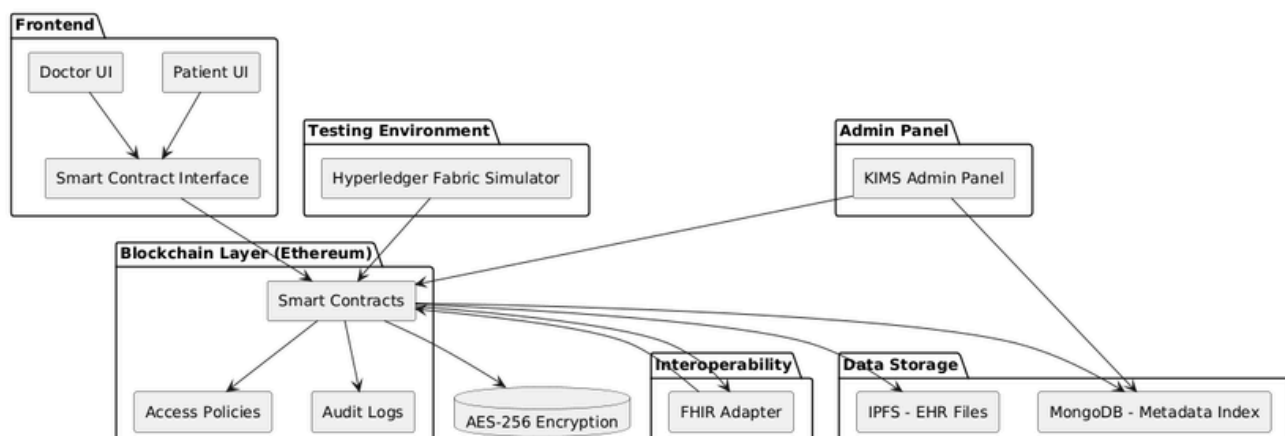 Frontend
Doctor UI
Patient UI
Smart Contract Interface
Testing Environment
Hyperledger Fabric Simulator
Admin Panel
KIMS Admin Panel
Blockchain Layer (Ethereum)
Smart Contracts
Access Policies
Audit Logs
AES-256 Encryption
Interoperability
FHIR Adapter
Data Storage
IPFS - EHR Files
MongoDB - Metadata Index